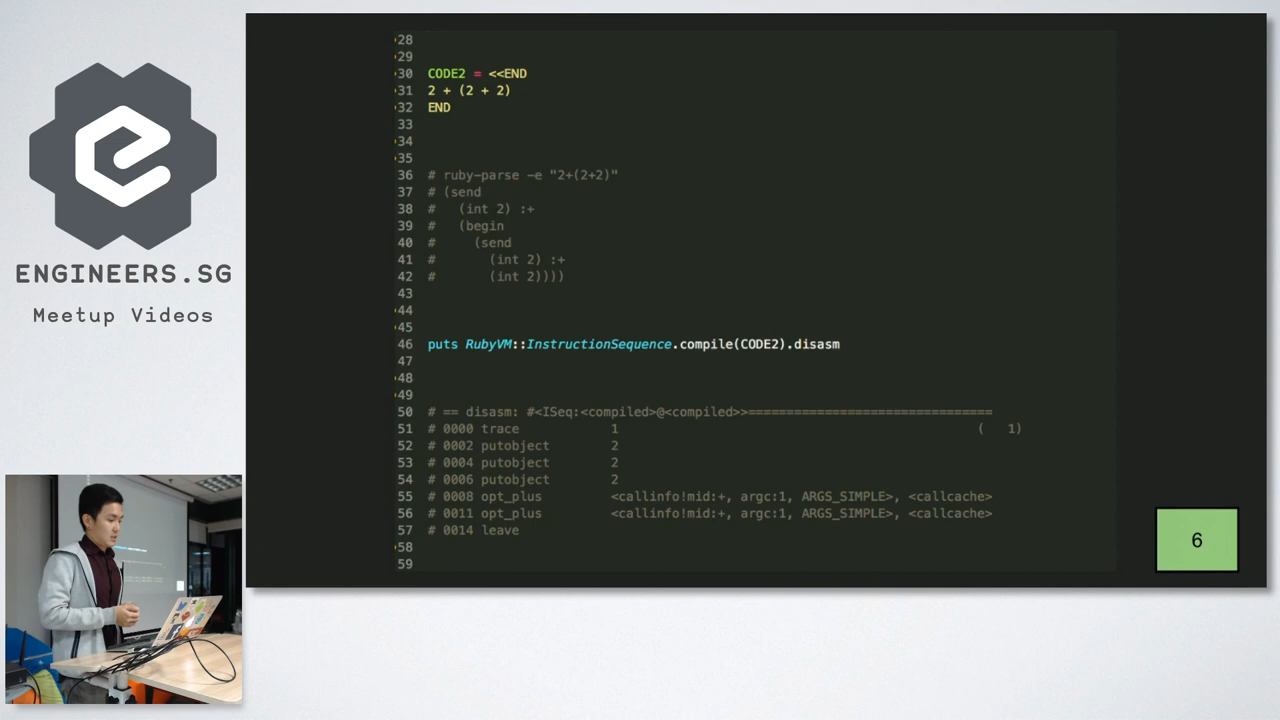 ENGINEERS.SG
Meetup Videos
28
29
30 CODE2 = <<END
31 2 + (2 + 2)
32 END
33
34
35
36 # ruby-parse -e "2+(2+2)"
37 # (send
38 #   (int 2) :+
39 #   (begin
40 #     (send
41 #       (int 2) :+
42 #       (int 2))))
43
44
45
46 puts RubyVM::InstructionSequence.compile(CODE2).disasm
47
48
49
50 # == disasm: #<ISeq:<compiled>@<compiled>>================================
51 # 0000 trace            1                                               (   1)
52 # 0002 putobject        2
53 # 0004 putobject        2
54 # 0006 putobject        2
55 # 0008 opt_plus         <callinfo!mid:+, argc:1, ARGS_SIMPLE>, <callcache>
56 # 0011 opt_plus         <callinfo!mid:+, argc:1, ARGS_SIMPLE>, <callcache>
57 # 0014 leave
58
59
6